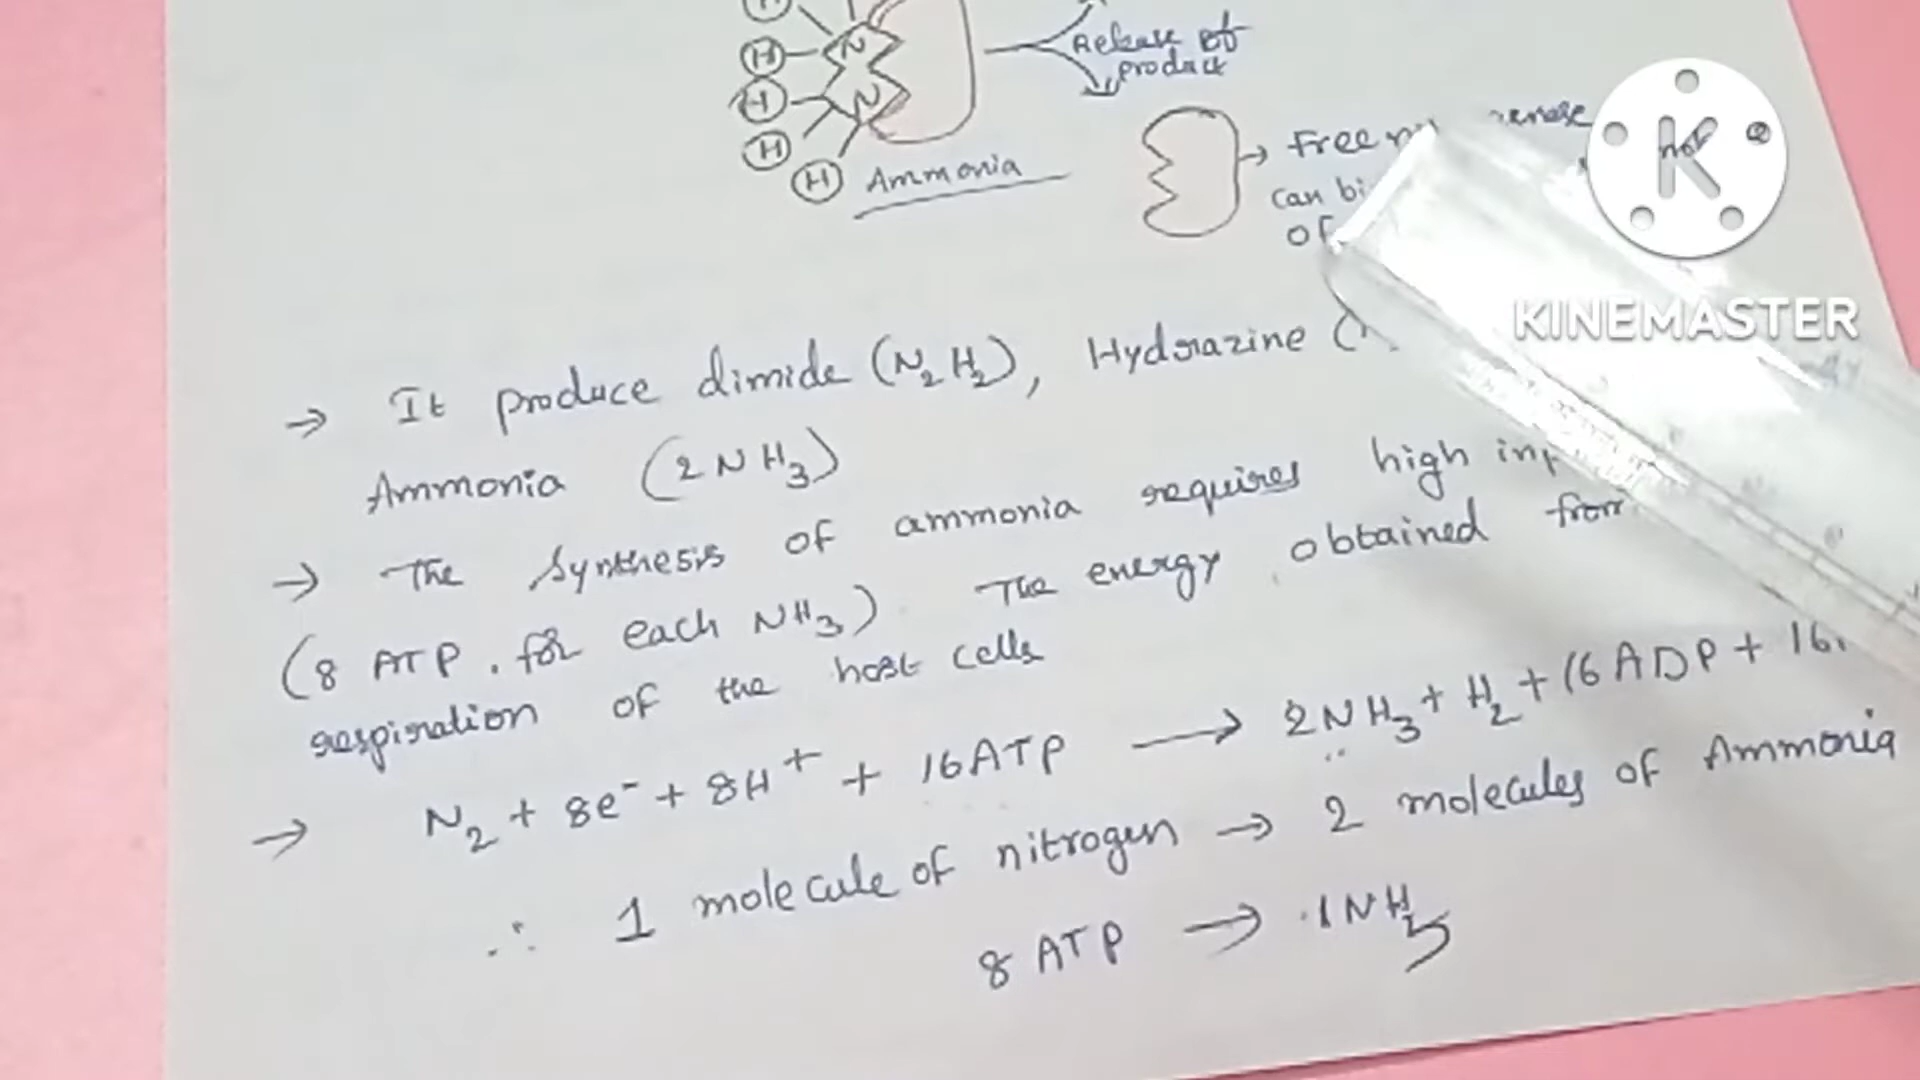 H
H N Release of
H N product
H
H Ammonia
→ Free
can
of
KINEMASTER
→ It produce dimide (N₂H₂), Hydrazine (
Ammonia (2NH₃)
→ The synthesis of ammonia requires high
(8 ATP. for each NH₃). The energy obtained from
respiration of the host cells
→ N₂ + 8e⁻ + 8H⁺ + 16ATP → 2NH₃ + H₂ + 16ADP + 16
∴ 1 molecule of nitrogen → 2 molecules of Ammonia
8 ATP → 1NH₃